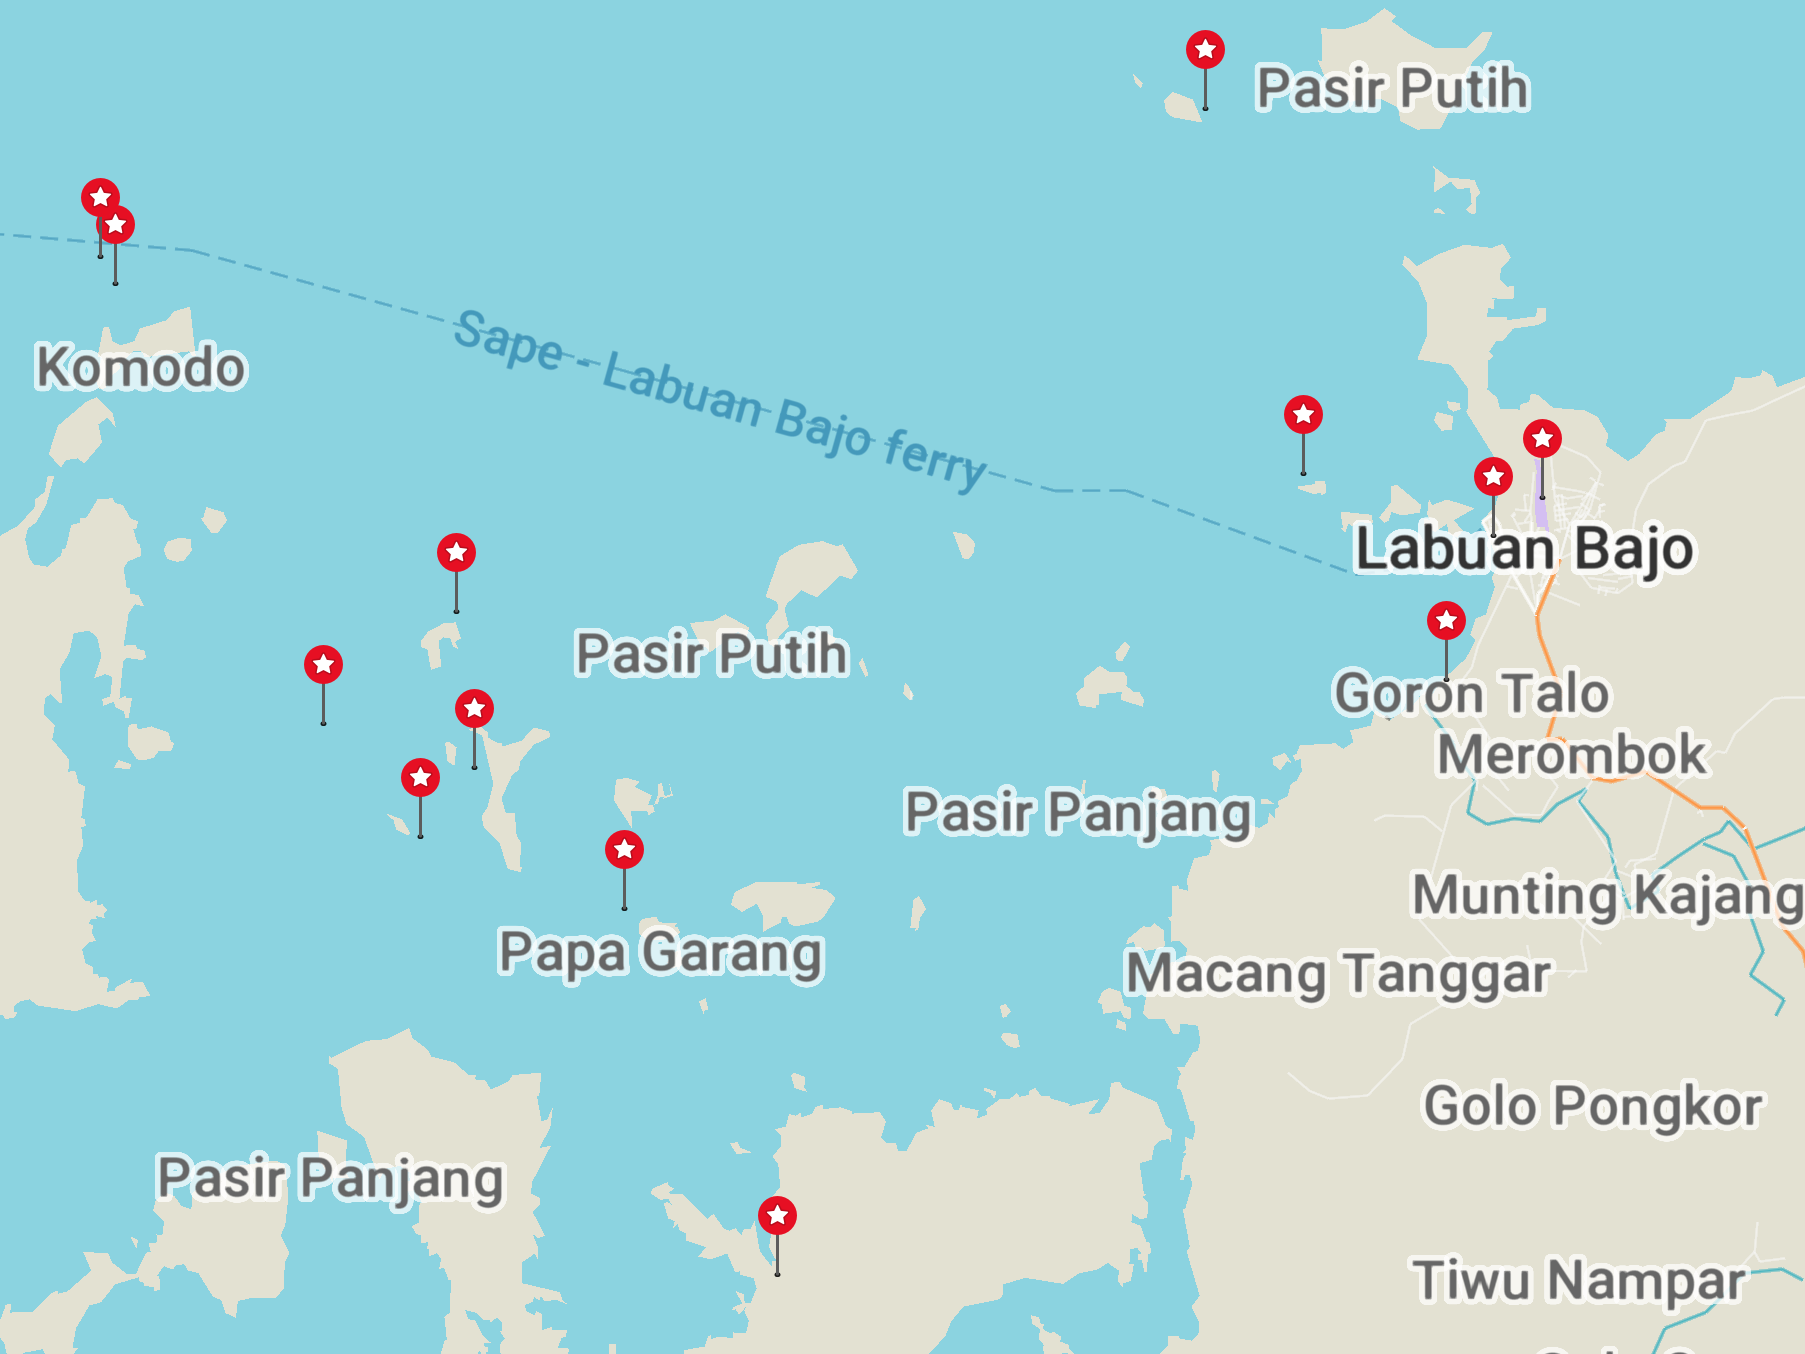 Pasir Putih
Komodo
Sape - Labuan Bajo ferry
Labuan Bajo
Pasir Putih
Goron Talo
Merombok
Pasir Panjang
Munting Kajang
Papa Garang
Macang Tanggar
Golo Pongkor
Pasir Panjang
Tiwu Nampar